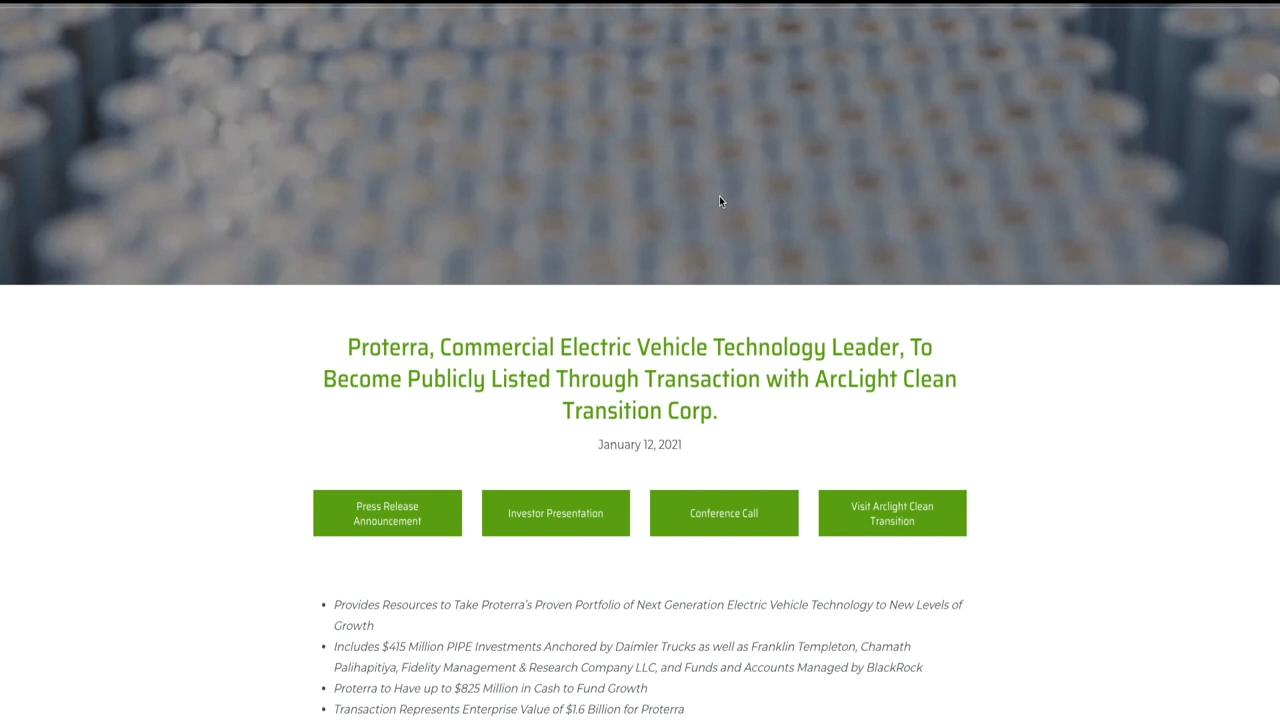 Proterra, Commercial Electric Vehicle Technology Leader, To
Become Publicly Listed Through Transaction with ArcLight Clean
Transition Corp.
January 12, 2021
Press Release
Announcement
Investor Presentation
Conference Call
Visit Arclight Clean
Transition
• Provides Resources to Take Proterra’s Proven Portfolio of Next Generation Electric Vehicle Technology to New Levels of
Growth
• Includes $415 Million PIPE Investments Anchored by Daimler Trucks as well as Franklin Templeton, Chamath
Palihapitiya, Fidelity Management & Research Company LLC, and Funds and Accounts Managed by BlackRock
• Proterra to Have up to $825 Million in Cash to Fund Growth
• Transaction Represents Enterprise Value of $1.6 Billion for Proterra